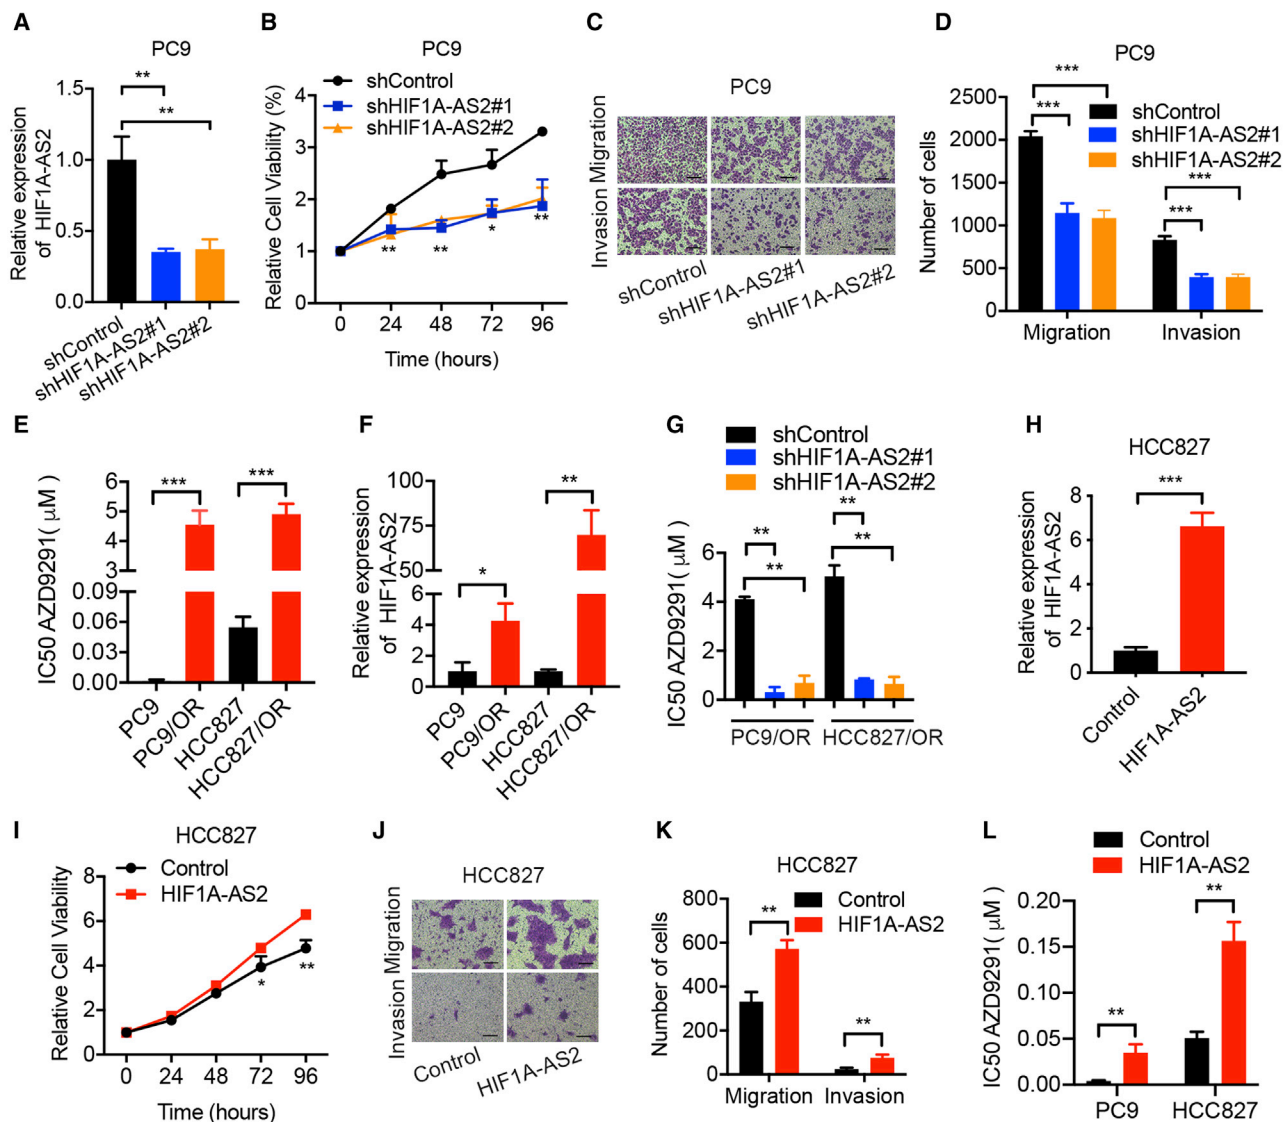 A
PC9
Relative expression
of HIF1A-AS2
1.5
1.0
0.5
0.0
**
**
shControl
shHIF1A-AS2#1
shHIF1A-AS2#2
B
PC9
shControl
shHIF1A-AS2#1
shHIF1A-AS2#2
Relative Cell Viability (%)
4
3
2
1
0
** ** * **
0 24 48 72 96
Time (hours)
C
PC9
Invasion Migration
shControl
shHIF1A-AS2#1
shHIF1A-AS2#2
D
PC9
shControl
shHIF1A-AS2#1
shHIF1A-AS2#2
Number of cells
2500
2000
1500
1000
500
0
***
***
***
***
Migration Invasion
E
IC50 AZD9291( μM )
6
5
4
3
0.09
0.06
0.03
0.00
*** ***
PC9
PC9/OR
HCC827
HCC827/OR
F
Relative expression
of HIF1A-AS2
100
75
50
6
4
2
0
* **
PC9
PC9/OR
HCC827
HCC827/OR
G
shControl
shHIF1A-AS2#1
shHIF1A-AS2#2
IC50 AZD9291( μM )
6
4
2
0
**
**
**
**
PC9/OR HCC827/OR
H
HCC827
Relative expression
of HIF1A-AS2
8
6
4
2
0
***
Control
HIF1A-AS2
I
HCC827
Control
HIF1A-AS2
Relative Cell Viability
8
6
4
2
0
* **
0 24 48 72 96
Time (hours)
J
HCC827
Invasion Migration
Control
HIF1A-AS2
K
HCC827
Control
HIF1A-AS2
Number of cells
800
600
400
200
0
**
**
Migration Invasion
L
Control
HIF1A-AS2
IC50 AZD9291( μM )
0.20
0.15
0.10
0.05
0.00
**
**
PC9 HCC827